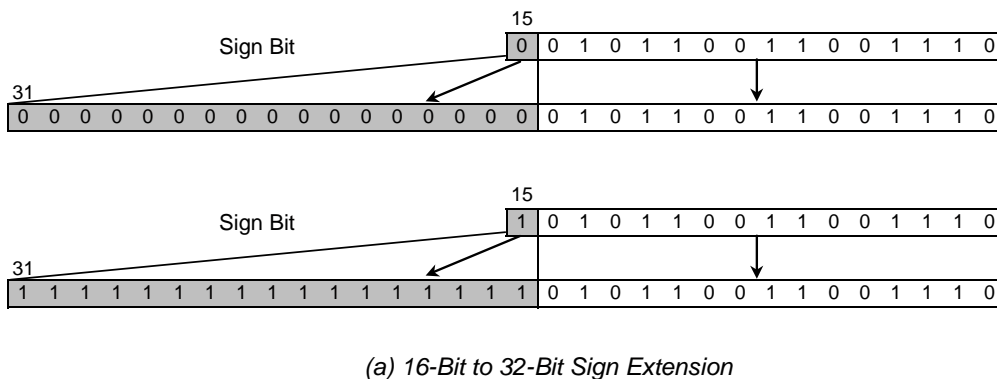 15
Sign Bit 0 0 1 0 1 1 0 0 1 1 0 0 1 1 1 0
31
0 0 0 0 0 0 0 0 0 0 0 0 0 0 0 0 0 0 1 0 1 1 0 0 1 1 0 0 1 1 1 0
15
Sign Bit 1 0 1 0 1 1 0 0 1 1 0 0 1 1 1 0
31
1 1 1 1 1 1 1 1 1 1 1 1 1 1 1 1 1 0 1 0 1 1 0 0 1 1 0 0 1 1 1 0
(a) 16-Bit to 32-Bit Sign Extension